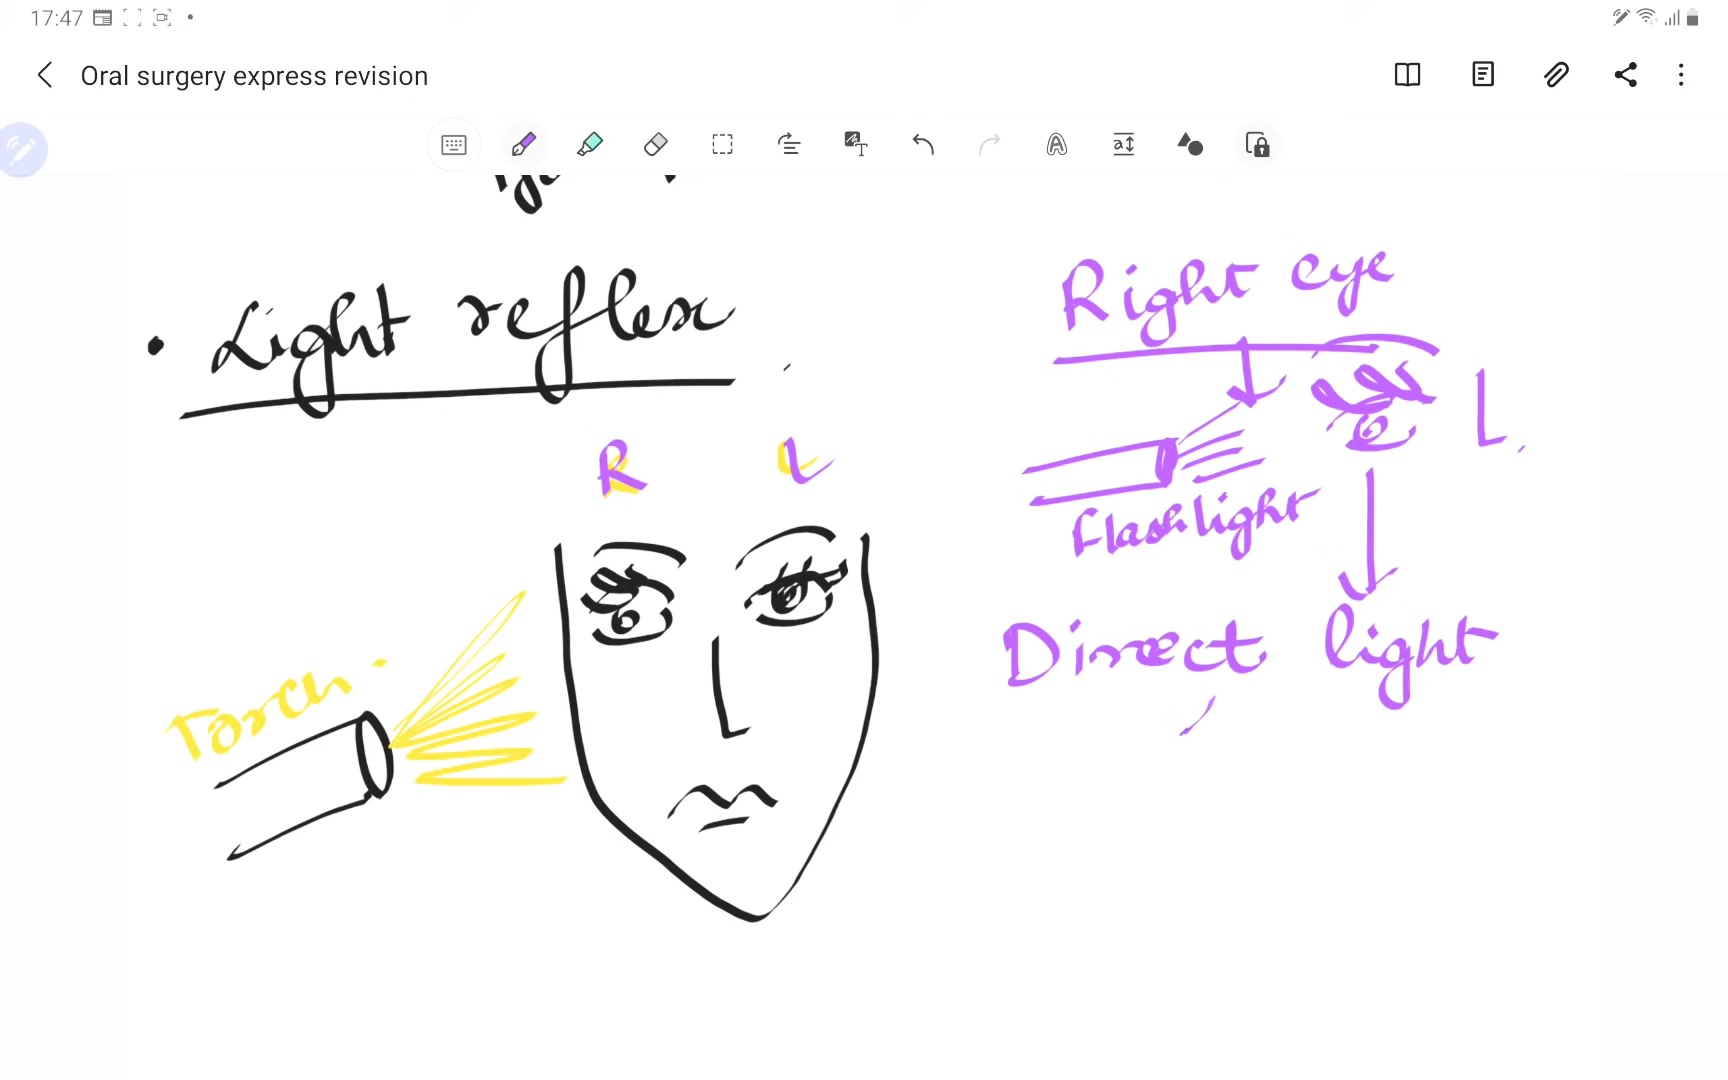 17:47
Oral surgery express revision
• Light reflex
R L
Torch
Right eye
L
Flashlight
Direct light